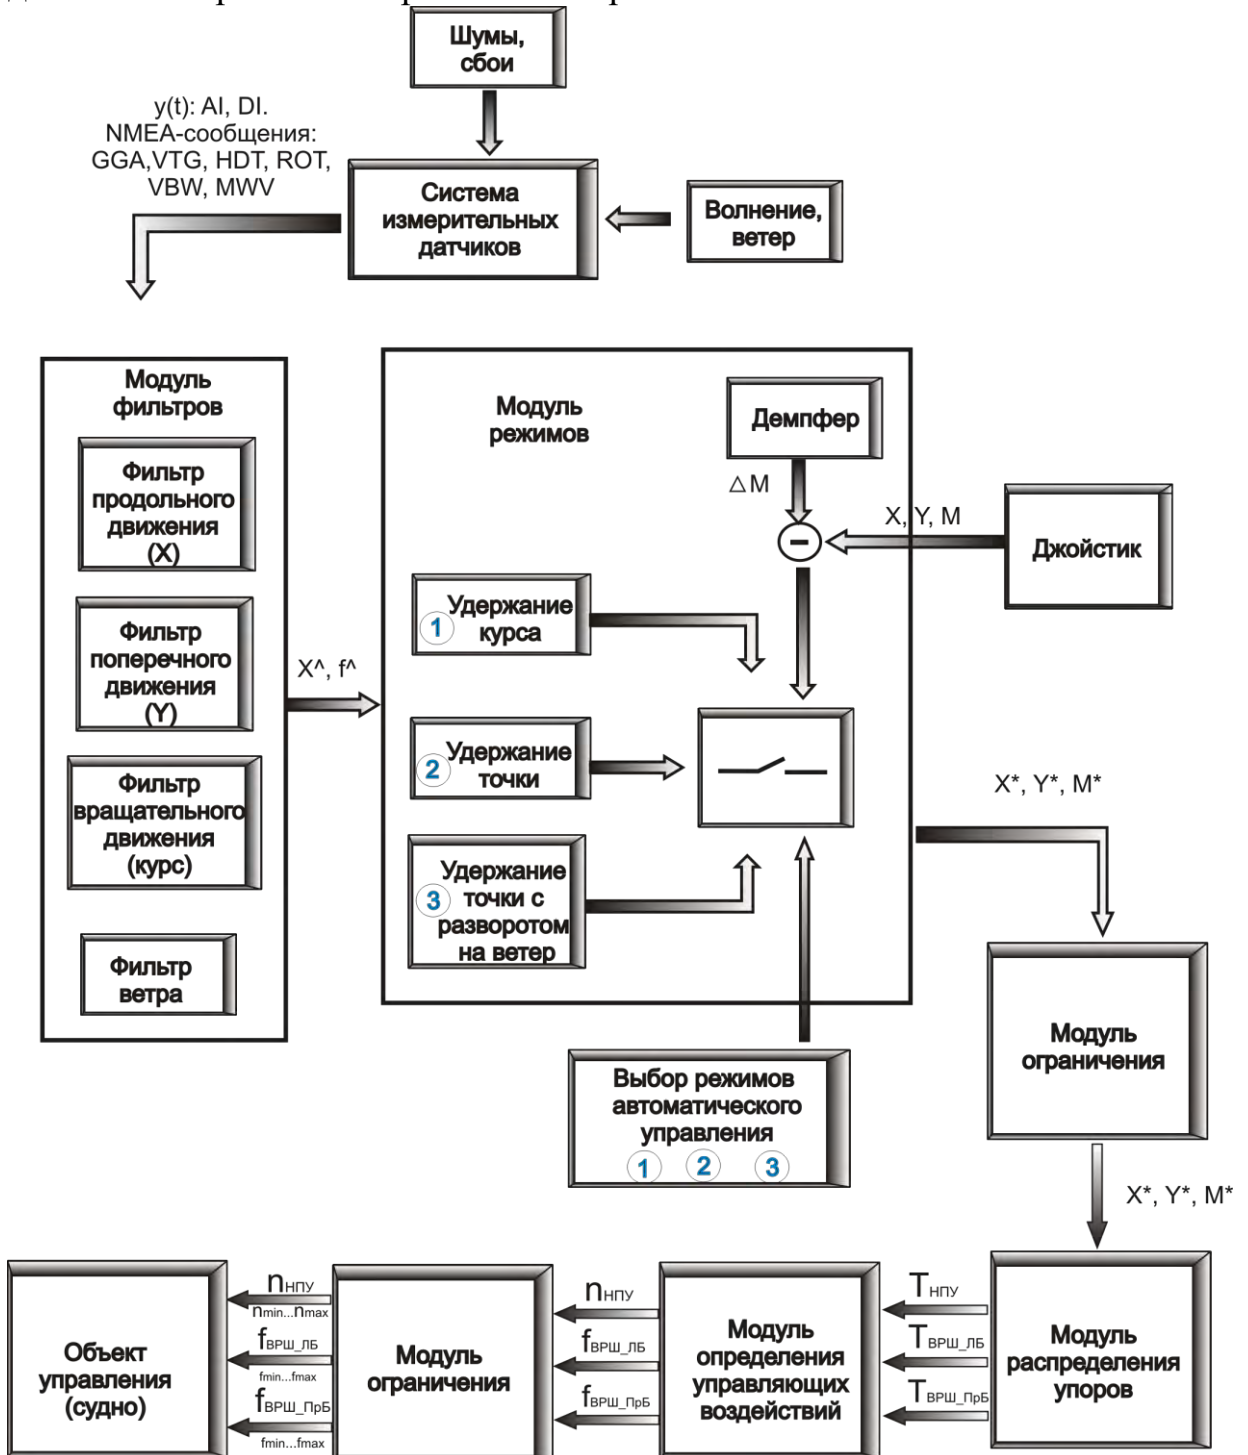 Шумы,
сбои
y(t): AI, DI.
NMEA-сообщения:
GGA,VTG, HDT, ROT,
VBW, MWV
Система
измерительных
датчиков
Волнение,
ветер
Модуль
фильтров
Фильтр
продольного
движения
(X)
Фильтр
поперечного
движения
(Y)
Фильтр
вращательного
движения
(курс)
Фильтр
ветра
X^, f^
Модуль
режимов
Демпфер
△M
−
X, Y, M
Джойстик
1 Удержание
курса
2 Удержание
точки
3 Удержание
точки с
разворотом
на ветер
Выбор режимов
автоматического
управления
1 2 3
X*, Y*, M*
Модуль
ограничения
X*, Y*, M*
Модуль
распределения
упоров
TНПУ
TВРШ_ЛБ
TВРШ_ПрБ
Модуль
определения
управляющих
воздействий
nНПУ
fВРШ_ЛБ
fВРШ_ПрБ
Модуль
ограничения
nНПУ
nmin...nmax
fВРШ_ЛБ
fmin...fmax
fВРШ_ПрБ
fmin...fmax
Объект
управления
(судно)